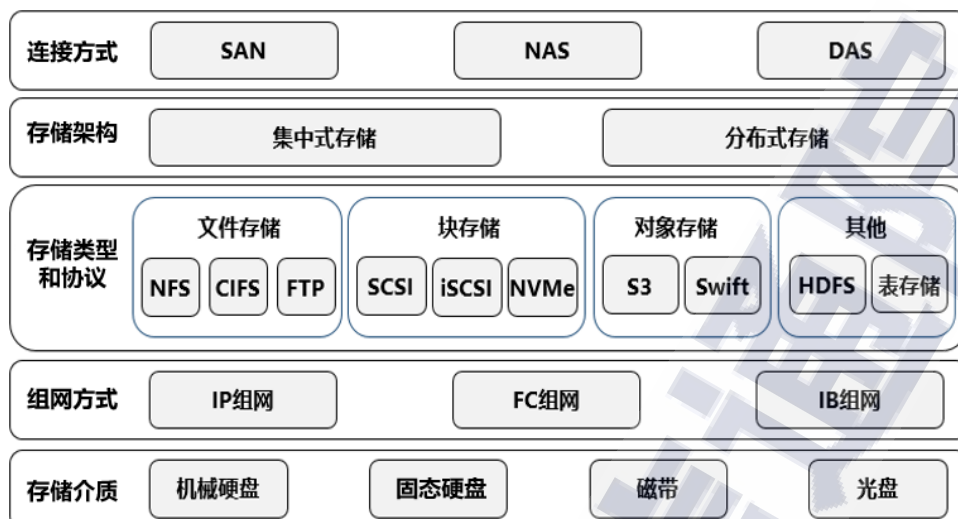 连接方式 SAN NAS DAS
存储架构 集中式存储 分布式存储
文件存储 块存储 对象存储 其他
存储类型
和协议
NFS CIFS FTP SCSI iSCSI NVMe S3 Swift HDFS 表存储
组网方式 IP组网 FC组网 IB组网
存储介质 机械硬盘 固态硬盘 磁带 光盘